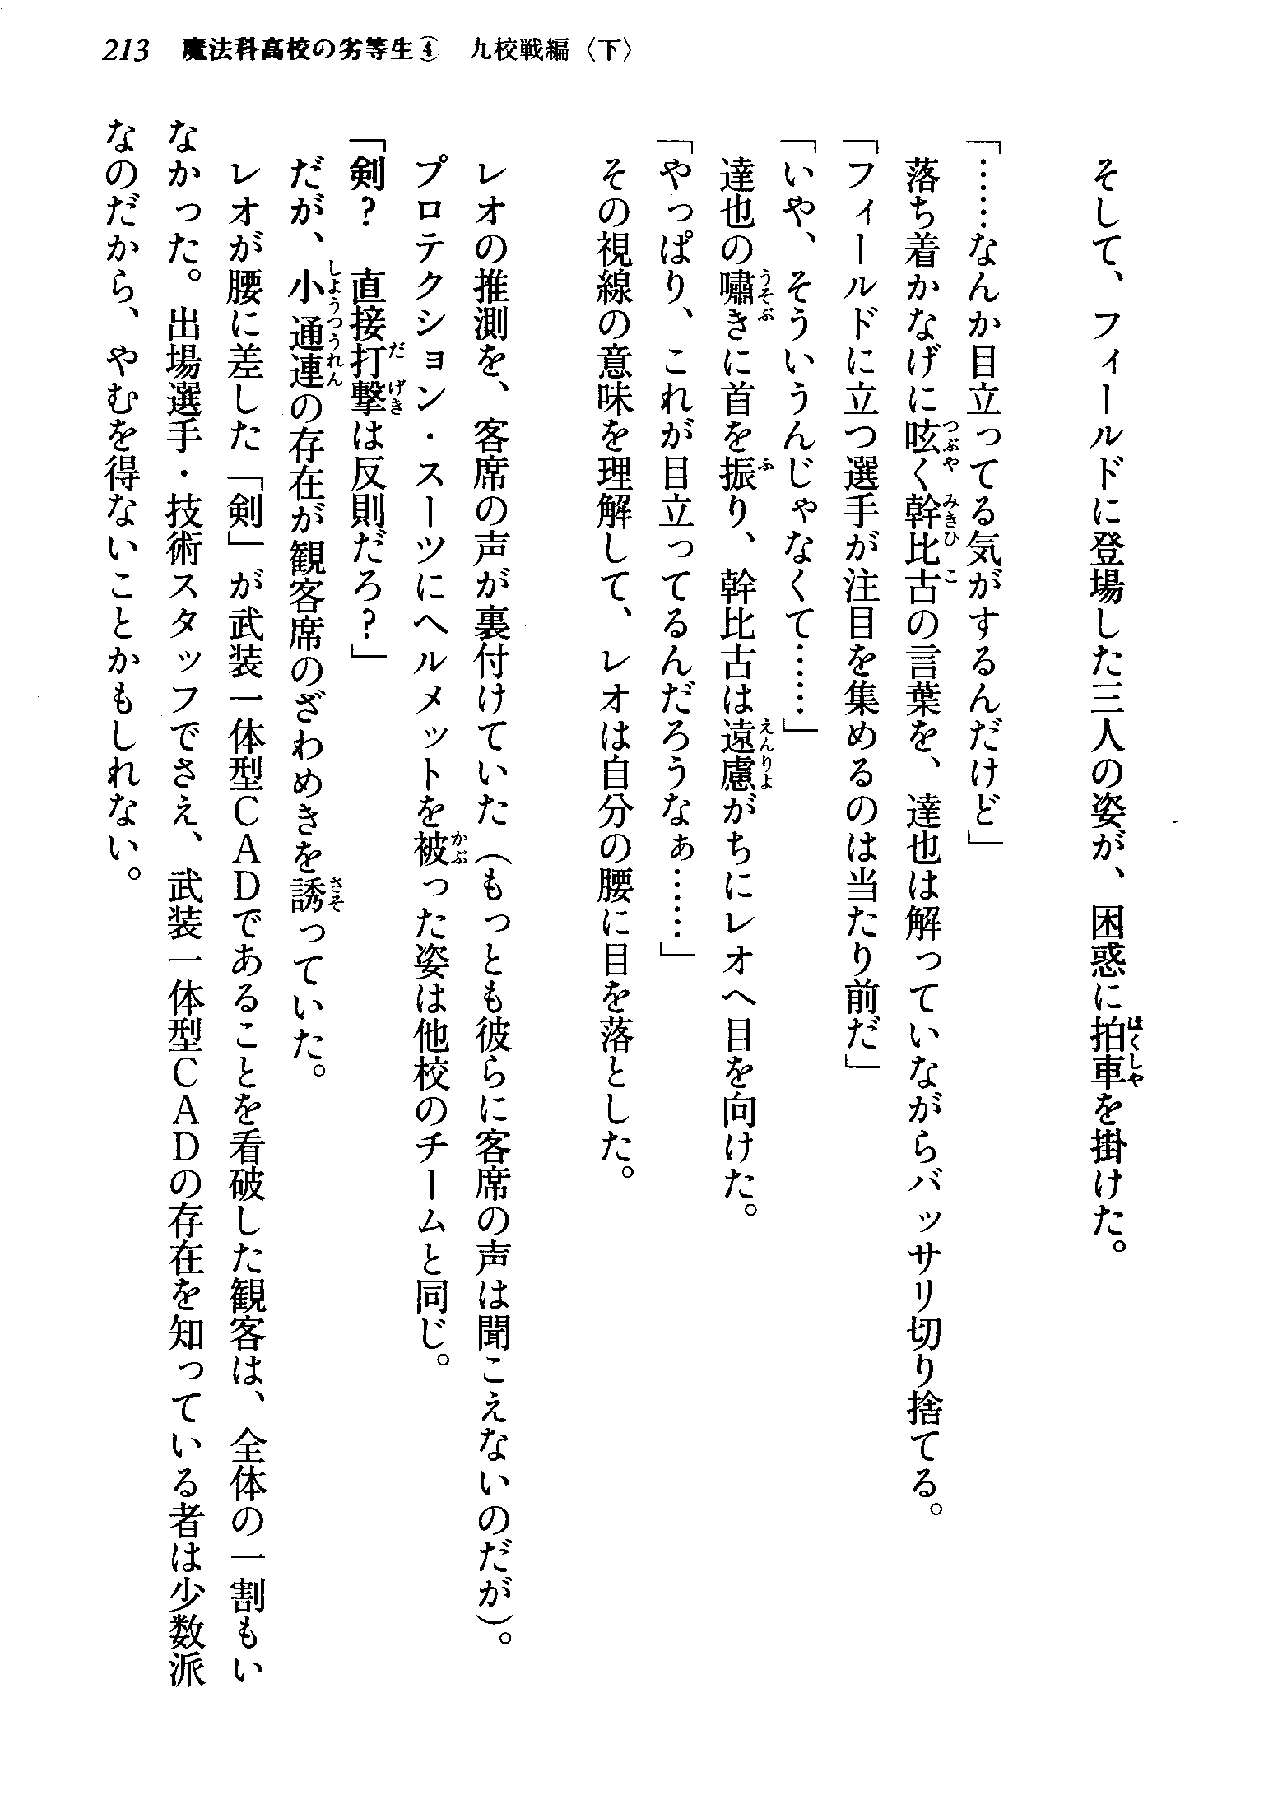 213　魔法科高校の劣等生④　九校戦編〈下〉
そして、フィールドに登場した三人の姿が、困惑に拍車を掛けた。
「……なんか目立ってる気がするんだけど」
落ち着かなげに呟く幹比古の言葉を、達也は解っていながらバッサリ切り捨てる。
「フィールドに立つ選手が注目を集めるのは当たり前だ」
「いや、そういうんじゃなくて……」
達也の嘯きに首を振り、幹比古は遠慮がちにレオへ目を向けた。
「やっぱり、これが目立ってるんだろうなぁ……」
その視線の意味を理解して、レオは自分の腰に目を落とした。
レオの推測を、客席の声が裏付けていた（もっとも彼らに客席の声は聞こえないのだが）。
プロテクション・スーツにヘルメットを被った姿は他校のチームと同じ。
「剣？　直接打撃は反則だろ？」
だが、小通連の存在が観客席のざわめきを誘っていた。
レオが腰に差した「剣」が武装一体型ＣＡＤであることを看破した観客は、全体の一割もい
なかった。出場選手・技術スタッフでさえ、武装一体型ＣＡＤの存在を知っている者は少数派
なのだから、やむを得ないことかもしれない。